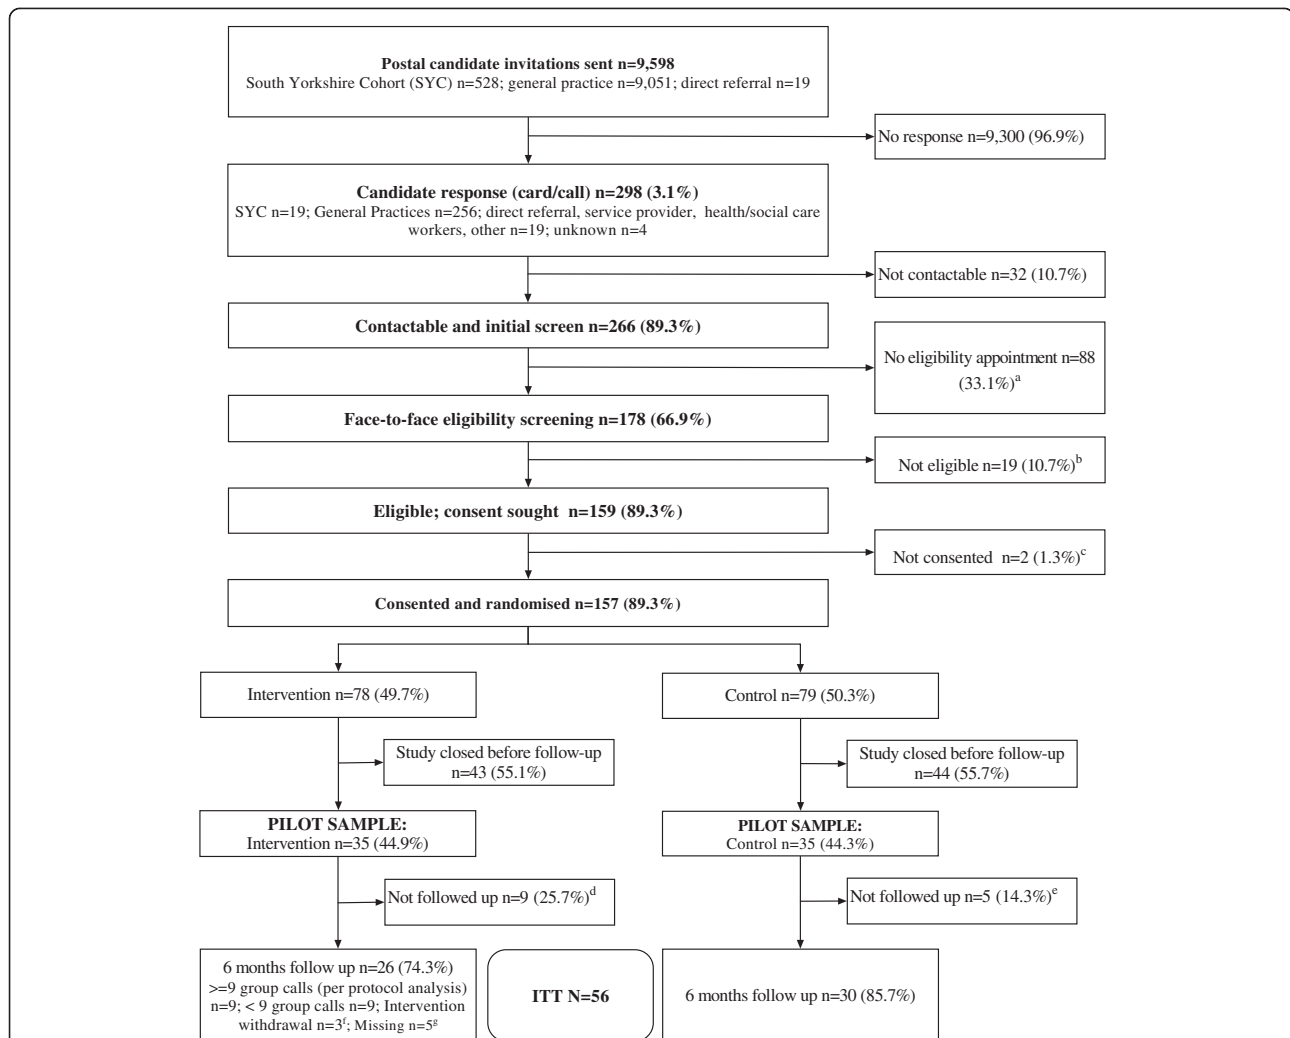 Postal candidate invitations sent n=9,598
South Yorkshire Cohort (SYC) n=528; general practice n=9,051; direct referral n=19
No response n=9,300 (96.9%)
Candidate response (card/call) n=298 (3.1%)
SYC n=19; General Practices n=256; direct referral, service provider, health/social care
workers, other n=19; unknown n=4
Not contactable n=32 (10.7%)
Contactable and initial screen n=266 (89.3%)
No eligibility appointment n=88
(33.1%)a
Face-to-face eligibility screening n=178 (66.9%)
Not eligible n=19 (10.7%)b
Eligible; consent sought n=159 (89.3%)
Not consented n=2 (1.3%)c
Consented and randomised n=157 (89.3%)
Intervention n=78 (49.7%)
Control n=79 (50.3%)
Study closed before follow-up
n=43 (55.1%)
Study closed before follow-up
n=44 (55.7%)
PILOT SAMPLE:
Intervention n=35 (44.9%)
PILOT SAMPLE:
Control n=35 (44.3%)
Not followed up n=9 (25.7%)d
Not followed up n=5 (14.3%)e
6 months follow up n=26 (74.3%)
>=9 group calls (per protocol analysis)
n=9; < 9 group calls n=9; Intervention
withdrawal n=3f; Missing n=5g
ITT N=56
6 months follow up n=30 (85.7%)